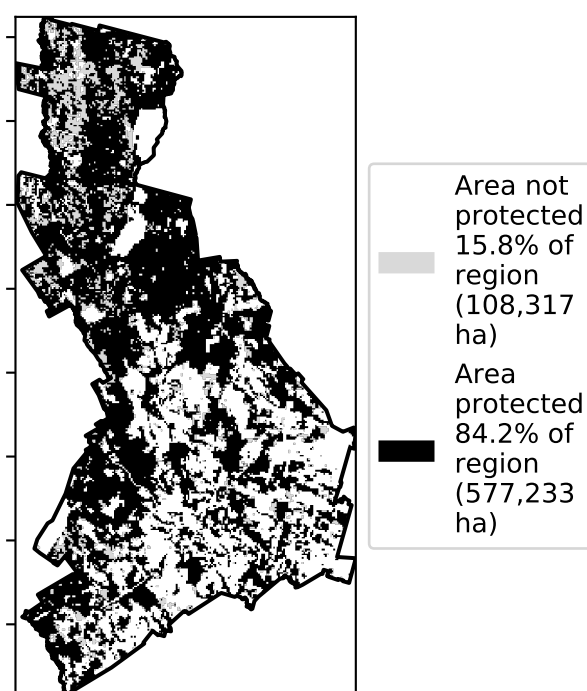 Area not
protected
15.8% of
region
(108,317
ha)
Area
protected
84.2% of
region
(577,233
ha)